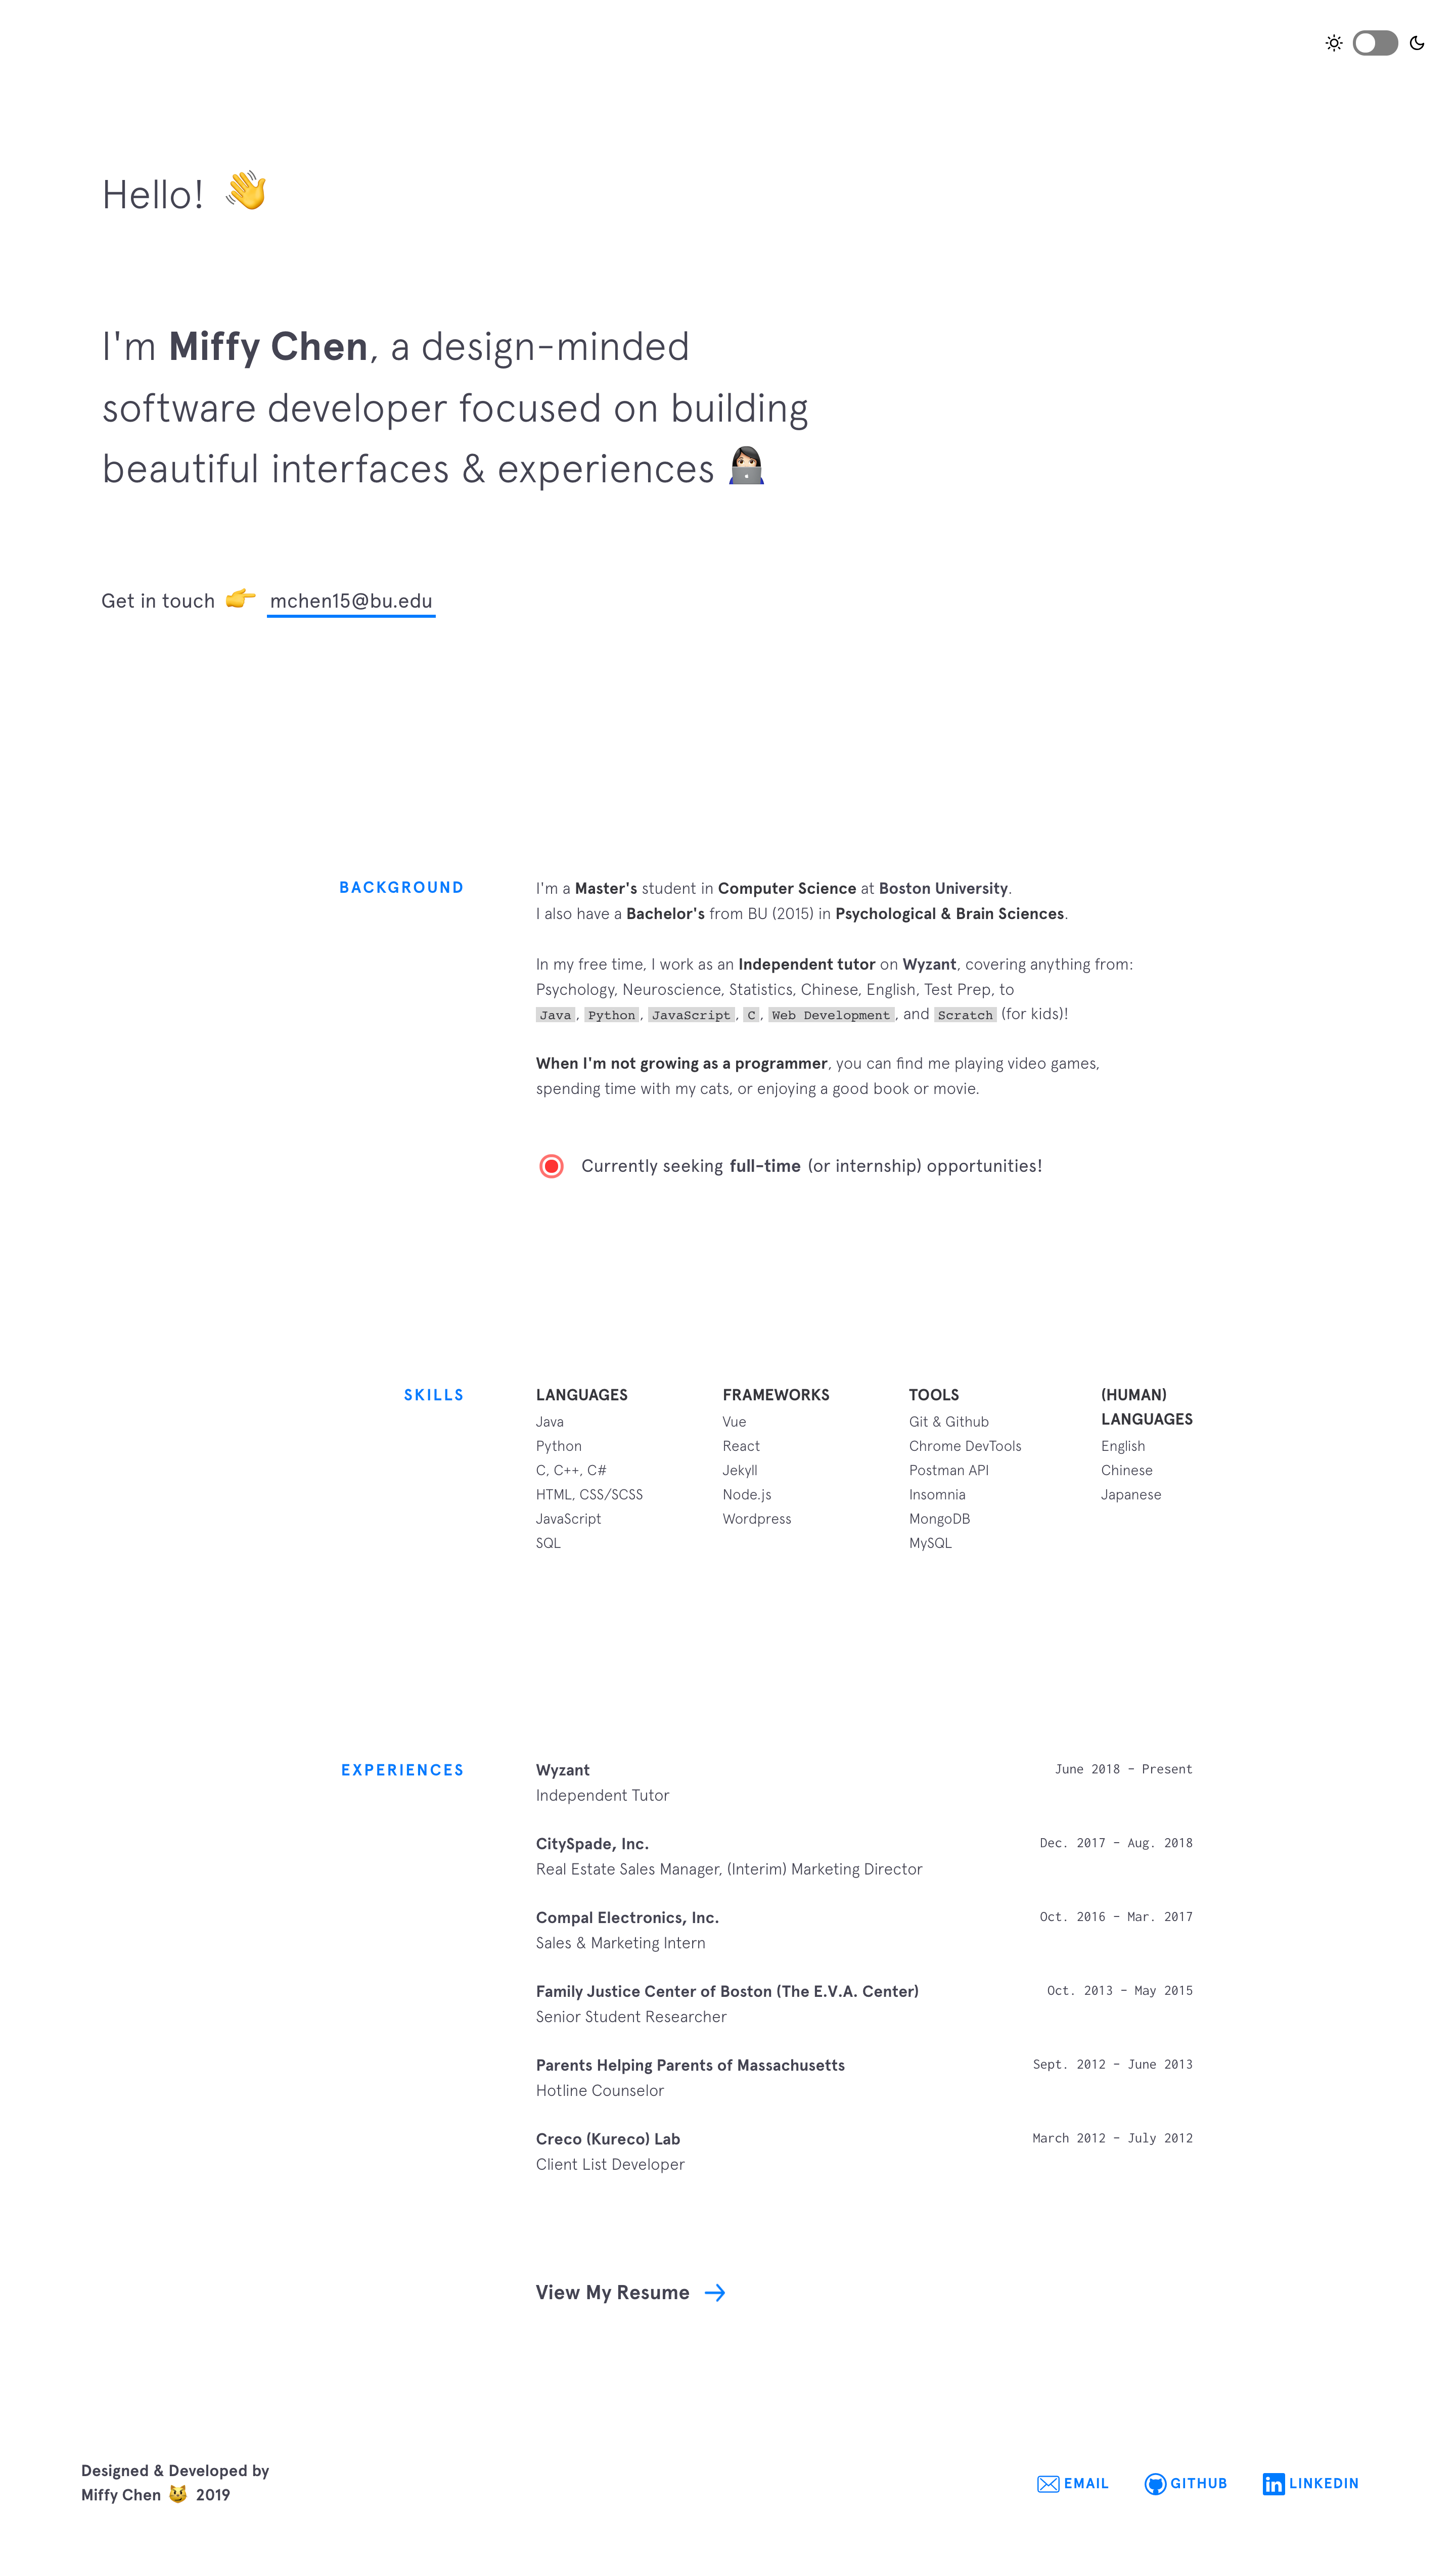 Hello! 👋
I'm Miffy Chen, a design-minded
software developer focused on building
beautiful interfaces & experiences 👩🏻‍💻
Get in touch 👉 mchen15@bu.edu
BACKGROUND
I'm a Master's student in Computer Science at Boston University.
I also have a Bachelor's from BU (2015) in Psychological & Brain Sciences.
In my free time, I work as an Independent tutor on Wyzant, covering anything from:
Psychology, Neuroscience, Statistics, Chinese, English, Test Prep, to
Java, Python, JavaScript, C, Web Development, and Scratch (for kids)!
When I'm not growing as a programmer, you can find me playing video games,
spending time with my cats, or enjoying a good book or movie.
Currently seeking full-time (or internship) opportunities!
SKILLS
LANGUAGES
Java
Python
C, C++, C#
HTML, CSS/SCSS
JavaScript
SQL
FRAMEWORKS
Vue
React
Jekyll
Node.js
Wordpress
TOOLS
Git & Github
Chrome DevTools
Postman API
Insomnia
MongoDB
MySQL
(HUMAN)
LANGUAGES
English
Chinese
Japanese
EXPERIENCES
Wyzant June 2018 – Present
Independent Tutor
CitySpade, Inc. Dec. 2017 – Aug. 2018
Real Estate Sales Manager, (Interim) Marketing Director
Compal Electronics, Inc. Oct. 2016 – Mar. 2017
Sales & Marketing Intern
Family Justice Center of Boston (The E.V.A. Center) Oct. 2013 – May 2015
Senior Student Researcher
Parents Helping Parents of Massachusetts Sept. 2012 – June 2013
Hotline Counselor
Creco (Kureco) Lab March 2012 – July 2012
Client List Developer
View My Resume →
Designed & Developed by
Miffy Chen 😼 2019
EMAIL GITHUB LINKEDIN